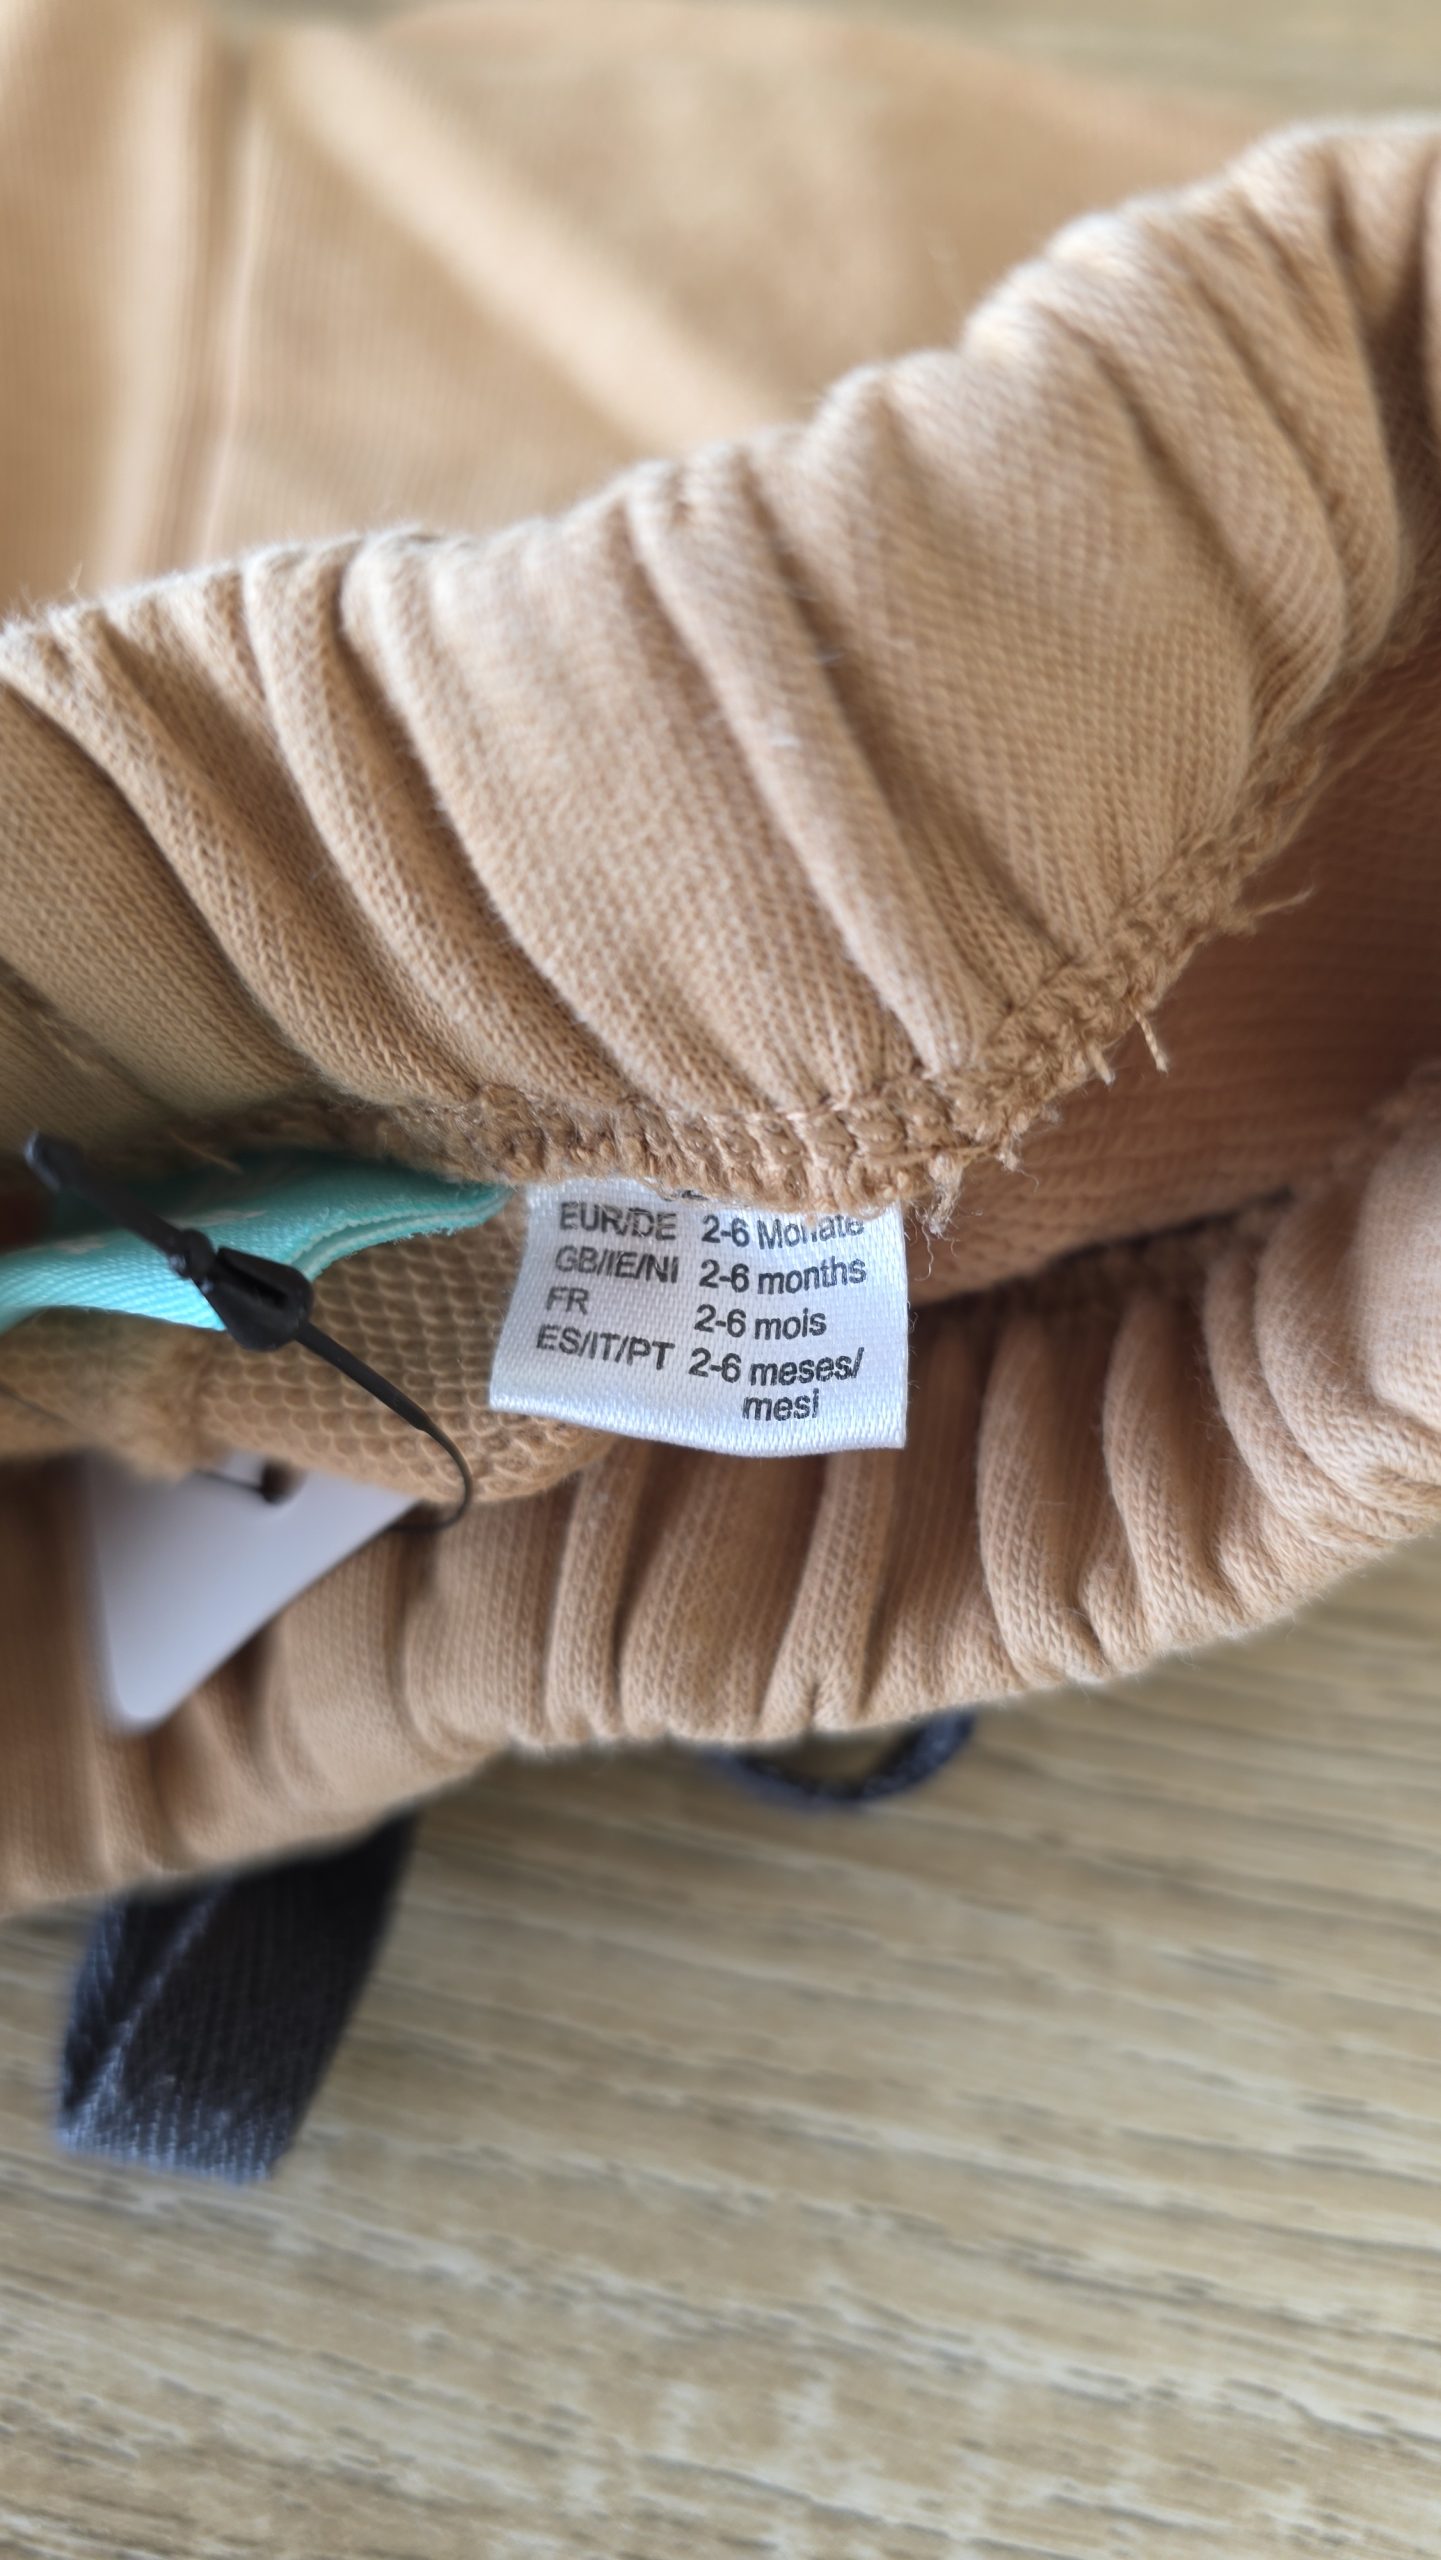 EUR/DE 2-6 Monate
GB/IE/NI 2-6 months
FR 2-6 mois
ES/IT/PT 2-6 meses/
mesi